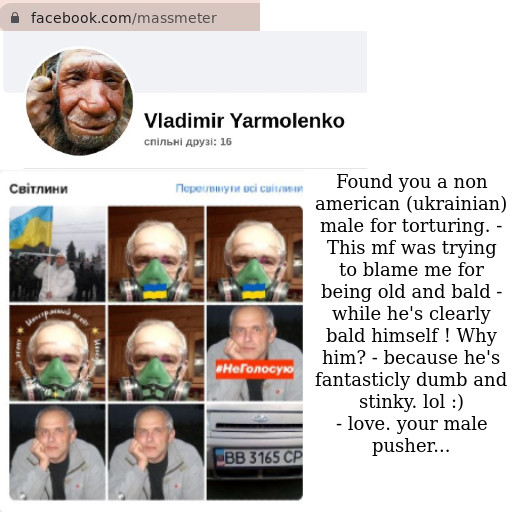 facebook.com/massmeter
Vladimir Yarmolenko
спільні друзі: 16
Світлини
Переглянути всі світлини
#НеГолосую
BB 3165 CP
Found you a non
american (ukrainian)
male for torturing. -
This mf was trying
to blame me for
being old and bald -
while he's clearly
bald himself ! Why
him? - because he's
fantasticly dumb and
stinky. lol :)
- love. your male
pusher...